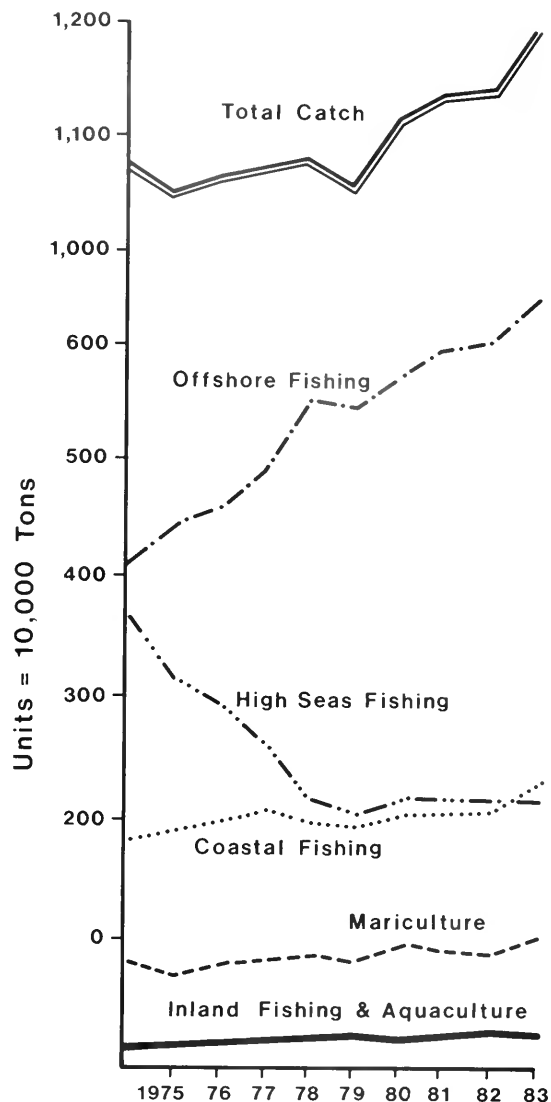 1,200
Total Catch
1,100
1,000
600
Offshore Fishing
500
Units = 10,000 Tons
400
300
High Seas Fishing
200
Coastal Fishing
Mariculture
0
Inland Fishing & Aquaculture
1975 76 77 78 79 80 81 82 83